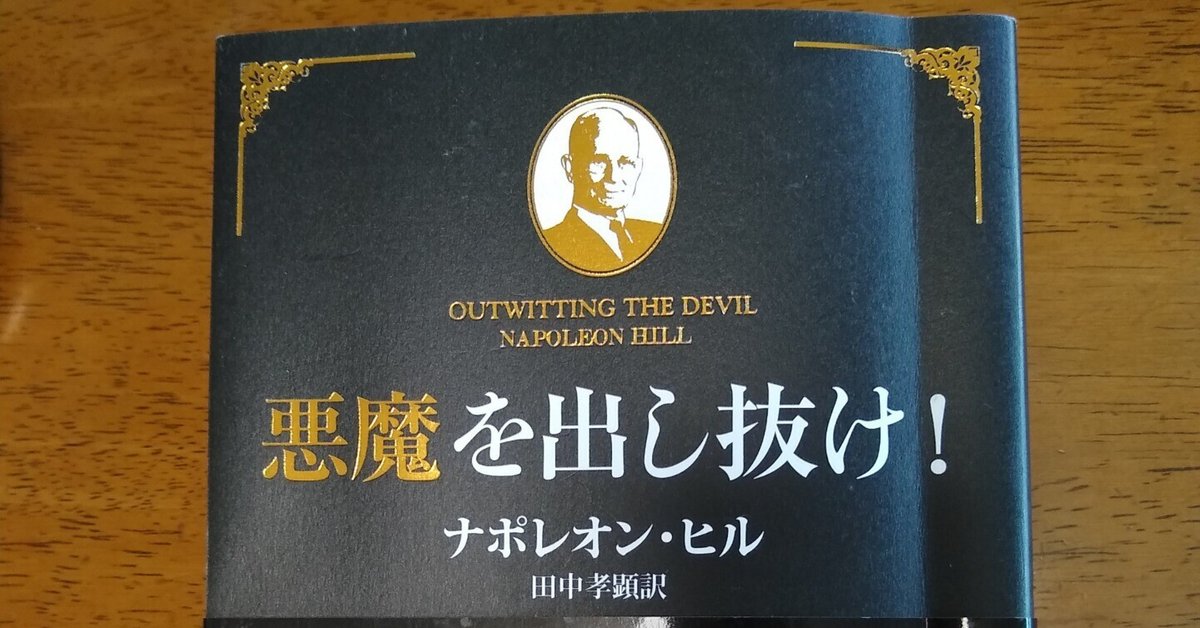 OUTWITTING THE DEVIL
NAPOLEON HILL
悪魔を出し抜け!
ナポレオン・ヒル
田中孝顕訳